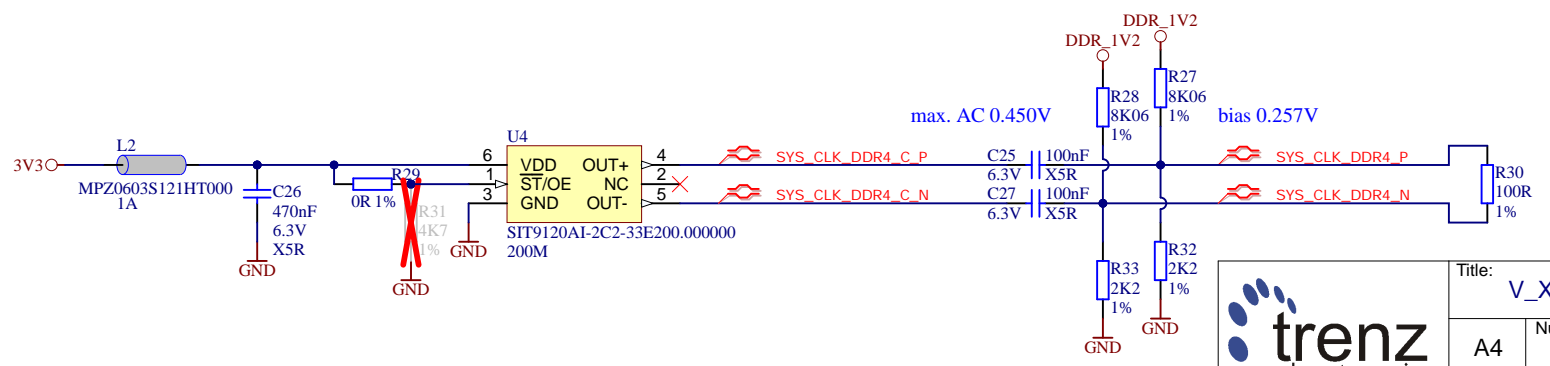 DDR_1V2
DDR_1V2
R27
8K06
1%
R28
8K06
1%
max. AC 0.450V
bias 0.257V
L2
3V3
MPZ0603S121HT000
1A
C26
470nF
6.3V
X5R
GND
R29
0R 1%
R31
4K7
1%
GND
U4
6 VDD OUT+ 4
1 ST/OE NC 2
3 GND OUT- 5
SIT9120AI-2C2-33E200.000000
200M
GND
SYS_CLK_DDR4_C_P
SYS_CLK_DDR4_C_N
C25 100nF
6.3V X5R
C27 100nF
6.3V X5R
SYS_CLK_DDR4_P
SYS_CLK_DDR4_N
R30
100R
1%
R33
2K2
1%
GND
R32
2K2
1%
GND
trenz
Title:
V_X
A4